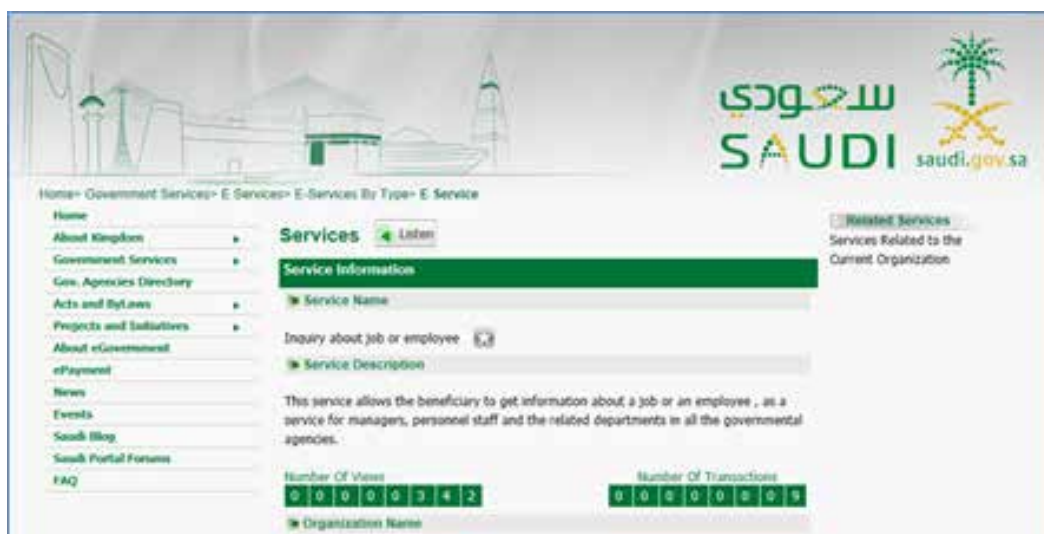 سعودي
SAUDI
saudi.gov.sa
Home> Government Services> E Services> E-Services By Type> E Service
Home
About Kingdom
Government Services
Gov. Agencies Directory
Acts and ByLaws
Projects and Initiatives
About eGovernment
ePayment
News
Events
Saudi Blog
Saudi Portal Forums
FAQ
Services
Listen
Service Information
Service Name
Inquiry about job or employee
Service Description
This service allows the beneficiary to get information about a job or an employee , as a
service for managers, personnel staff and the related departments in all the governmental
agencies.
Number Of Views
0 0 0 0 0 3 4 2
Number Of Transactions
0 0 0 0 0 0 0 9
Organization Name
Related Services
Services Related to the
Current Organization